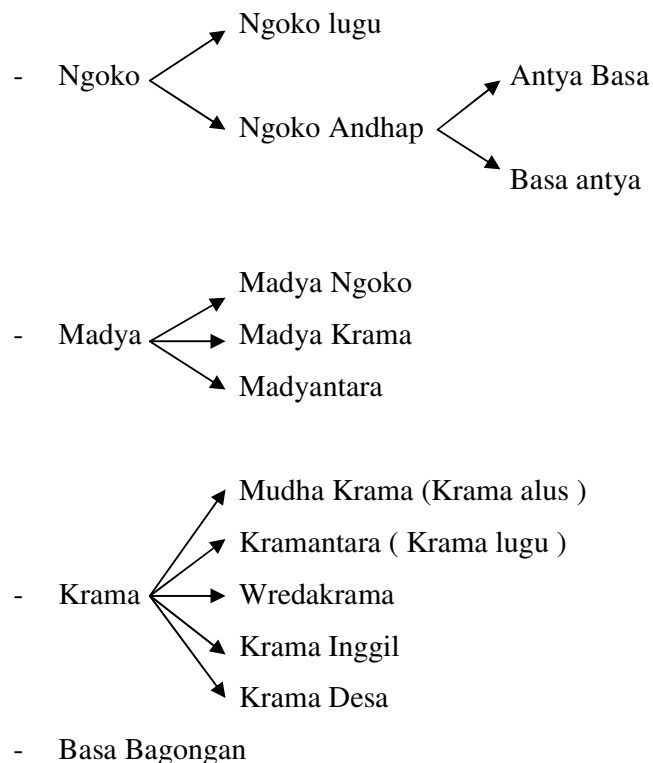 Ngoko lugu
- Ngoko
Antya Basa
Ngoko Andhap
Basa antya
Madya Ngoko
- Madya
Madya Krama
Madyantara
Mudha Krama (Krama alus )
Kramantara ( Krama lugu )
- Krama
Wredakrama
Krama Inggil
Krama Desa
- Basa Bagongan